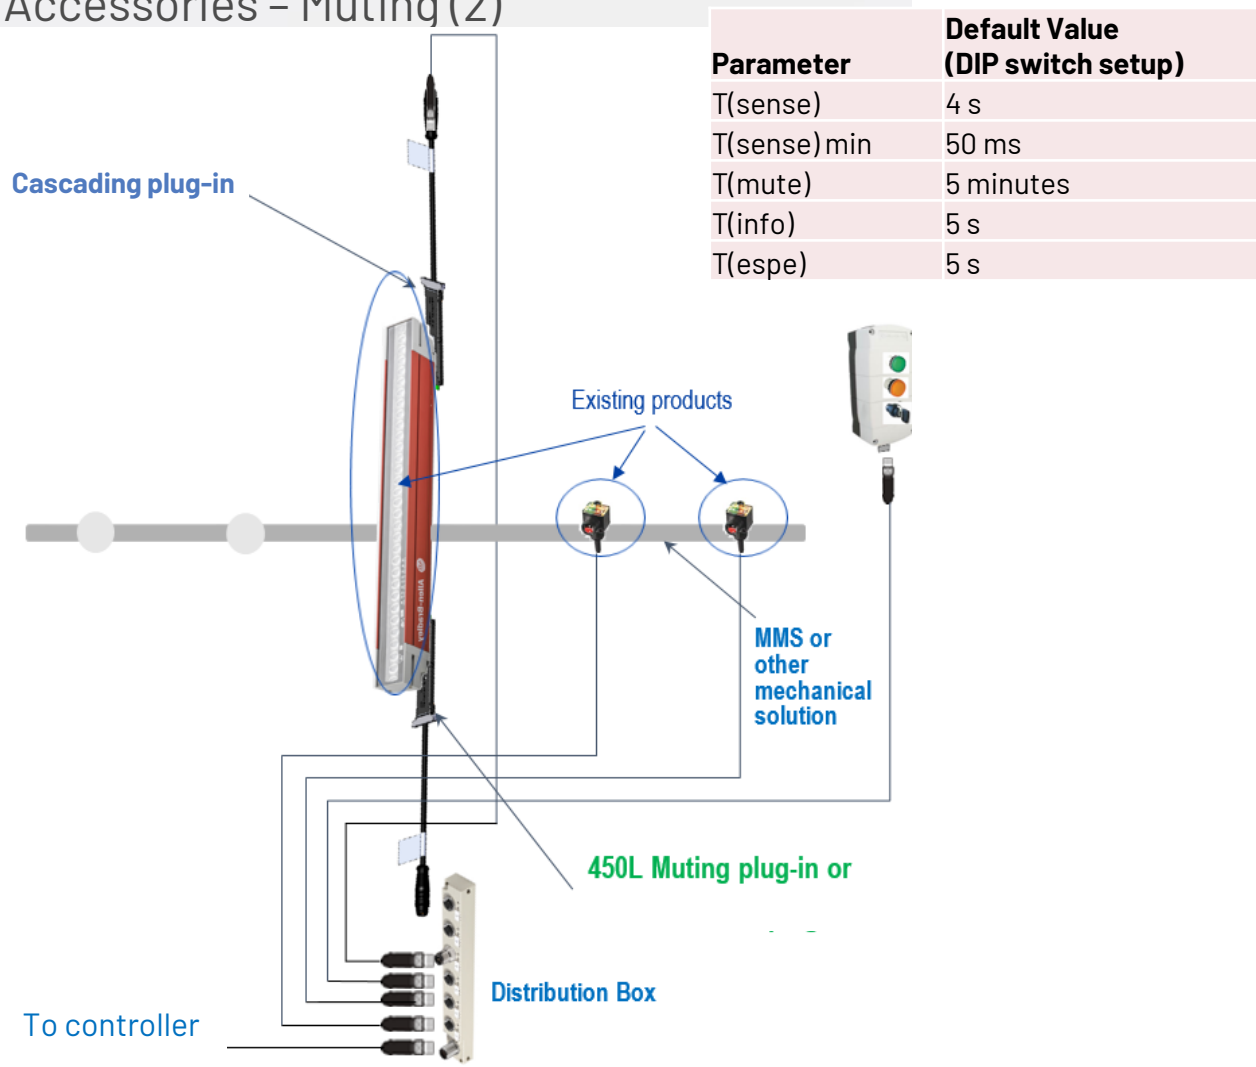 Accessories – Muting (2)
Parameter
Default Value
(DIP switch setup)
T(sense) 4 s
T(sense) min 50 ms
T(mute) 5 minutes
T(info) 5 s
T(espe) 5 s
Cascading plug-in
Existing products
Allen-Bradley
MMS or
other
mechanical
solution
450L Muting plug-in or
Distribution Box
To controller